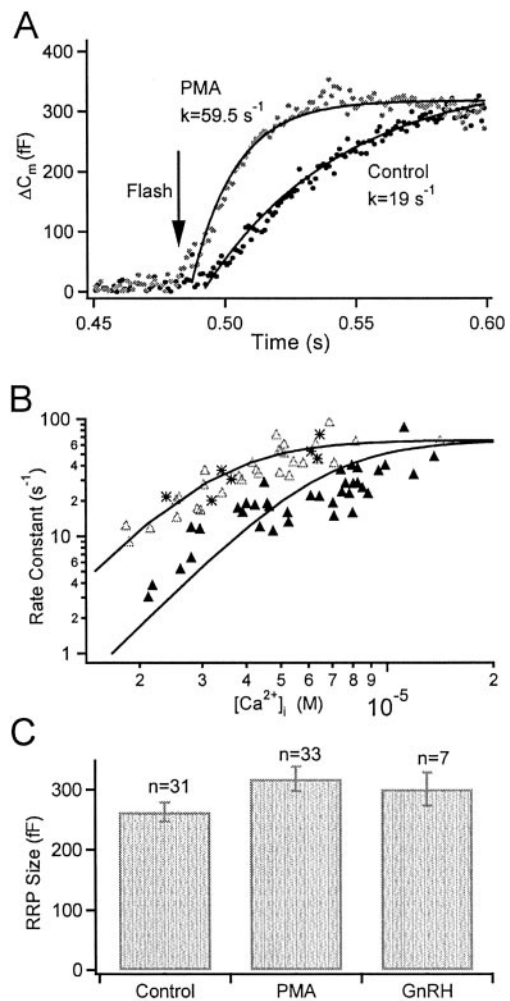 A
400
300
200
100
0
ΔCm (fF)
PMA
k=59.5 s⁻¹
Flash
Control
k=19 s⁻¹
0.45
0.50
0.55
0.60
Time (s)
B
100
6
4
2
10
6
4
2
1
Rate Constant (s⁻¹)
2
3
4
5
6
7
8
9
10⁻⁵
2
[Ca²⁺]i (M)
C
n=31
n=33
n=7
300
200
100
0
RRP Size (fF)
Control
PMA
GnRH